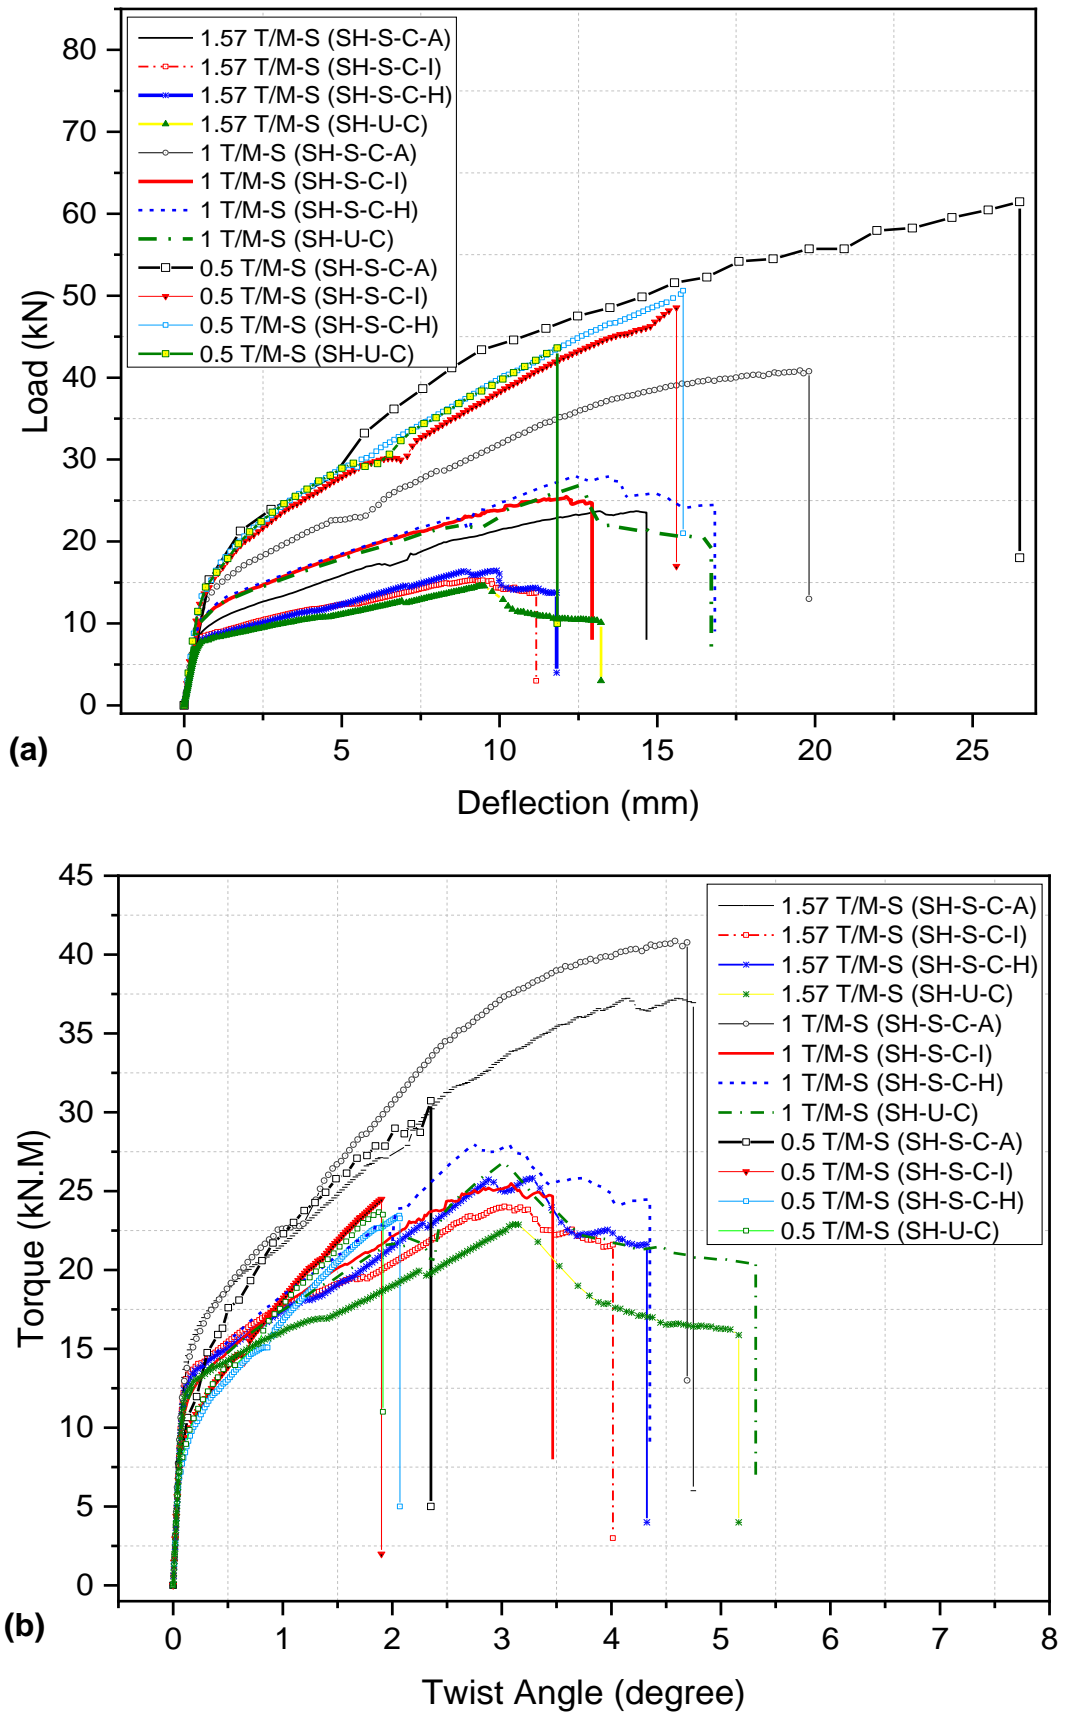 80
70
60
50
40
30
20
10
0
Load (kN)
1.57 T/M-S (SH-S-C-A)
1.57 T/M-S (SH-S-C-I)
1.57 T/M-S (SH-S-C-H)
1.57 T/M-S (SH-U-C)
1 T/M-S (SH-S-C-A)
1 T/M-S (SH-S-C-I)
1 T/M-S (SH-S-C-H)
1 T/M-S (SH-U-C)
0.5 T/M-S (SH-S-C-A)
0.5 T/M-S (SH-S-C-I)
0.5 T/M-S (SH-S-C-H)
0.5 T/M-S (SH-U-C)
(a)
0 5 10 15 20 25
Deflection (mm)
45
40
35
30
25
20
15
10
5
0
Torque (kN.M)
1.57 T/M-S (SH-S-C-A)
1.57 T/M-S (SH-S-C-I)
1.57 T/M-S (SH-S-C-H)
1.57 T/M-S (SH-U-C)
1 T/M-S (SH-S-C-A)
1 T/M-S (SH-S-C-I)
1 T/M-S (SH-S-C-H)
1 T/M-S (SH-U-C)
0.5 T/M-S (SH-S-C-A)
0.5 T/M-S (SH-S-C-I)
0.5 T/M-S (SH-S-C-H)
0.5 T/M-S (SH-U-C)
(b)
0 1 2 3 4 5 6 7 8
Twist Angle (degree)